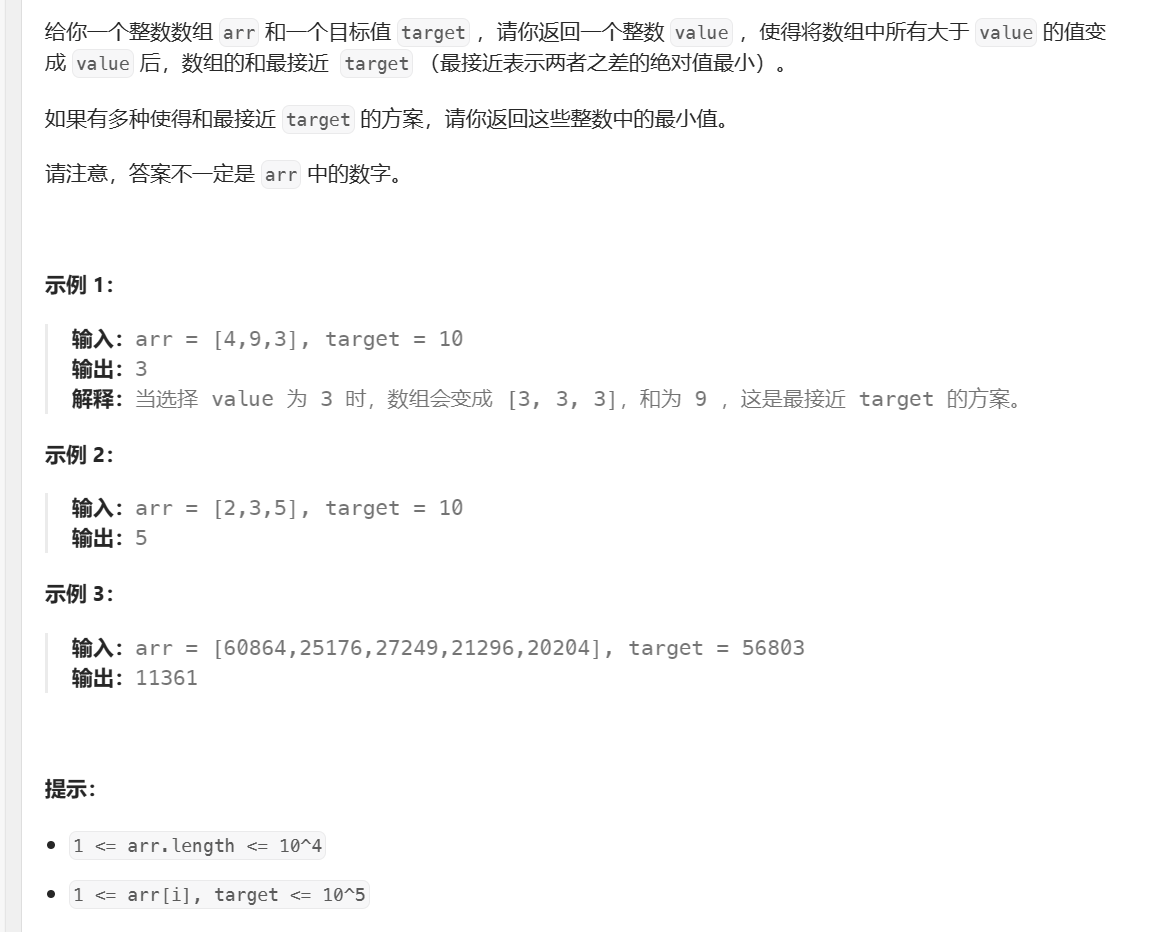 给你一个整数数组 arr 和一个目标值 target ，请你返回一个整数 value ，使得将数组中所有大于 value 的值变
成 value 后，数组的和最接近 target （最接近表示两者之差的绝对值最小）。
如果有多种使得和最接近 target 的方案，请你返回这些整数中的最小值。
请注意，答案不一定是 arr 中的数字。
示例 1：
输入：arr = [4,9,3], target = 10
输出：3
解释：当选择 value 为 3 时，数组会变成 [3, 3, 3]，和为 9 ，这是最接近 target 的方案。
示例 2：
输入：arr = [2,3,5], target = 10
输出：5
示例 3：
输入：arr = [60864,25176,27249,21296,20204], target = 56803
输出：11361
提示：
• 1 <= arr.length <= 10^4
• 1 <= arr[i], target <= 10^5